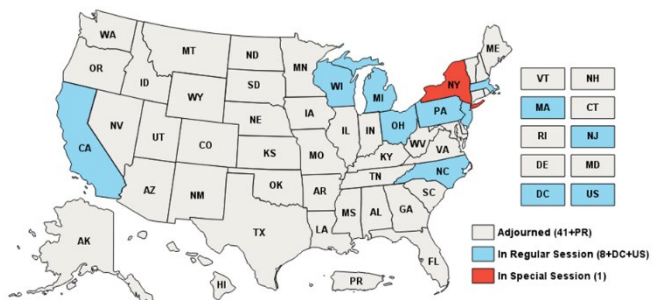 WA
MT
ND
MN
ME
OR
ID
WY
SD
WI
MI
NY
VT NH
MA CT
RI NJ
DE MD
DC US
NV
UT
CO
NE
IA
IL
IN
OH
PA
CA
KS
MO
KY
WV
VA
AZ
NM
OK
AR
TN
NC
SC
TX
LA
MS
AL
GA
FL
AK
HI
PR
Adjourned (41+PR)
In Regular Session (8+DC+US)
In Special Session (1)